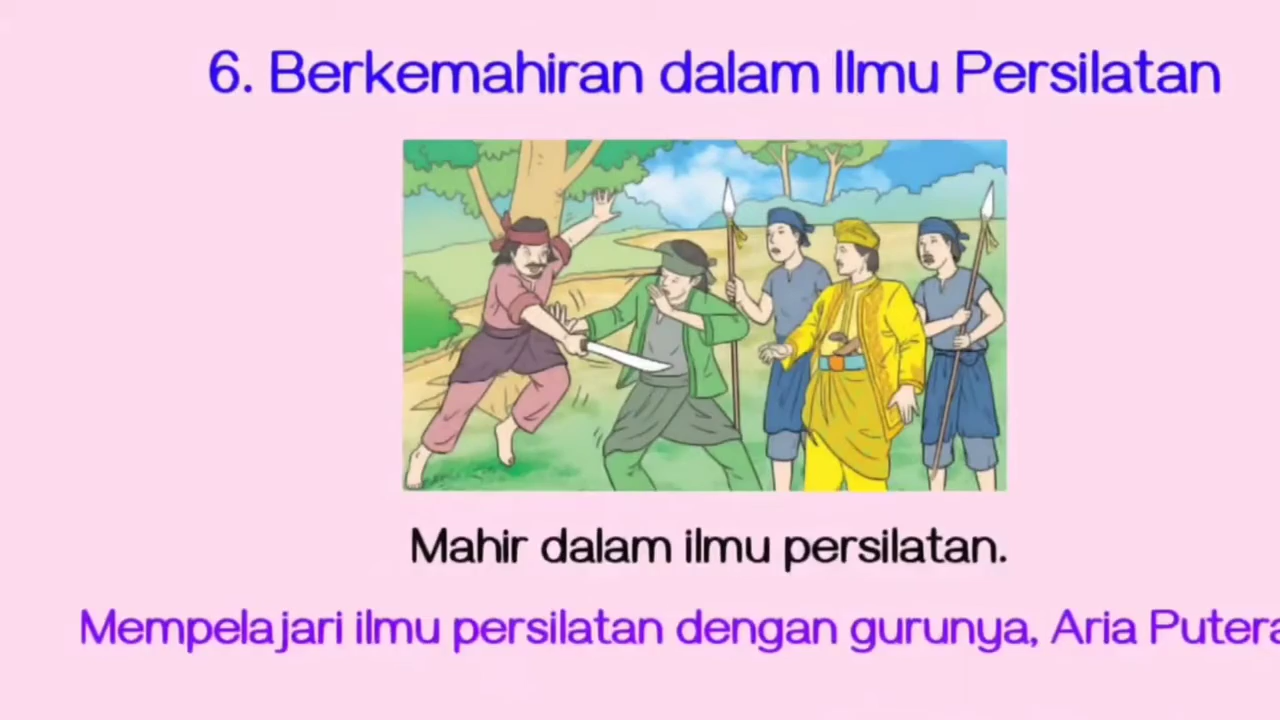 6. Berkemahiran dalam Ilmu Persilatan
Mahir dalam ilmu persilatan.
Mempelajari ilmu persilatan dengan gurunya, Aria Putera